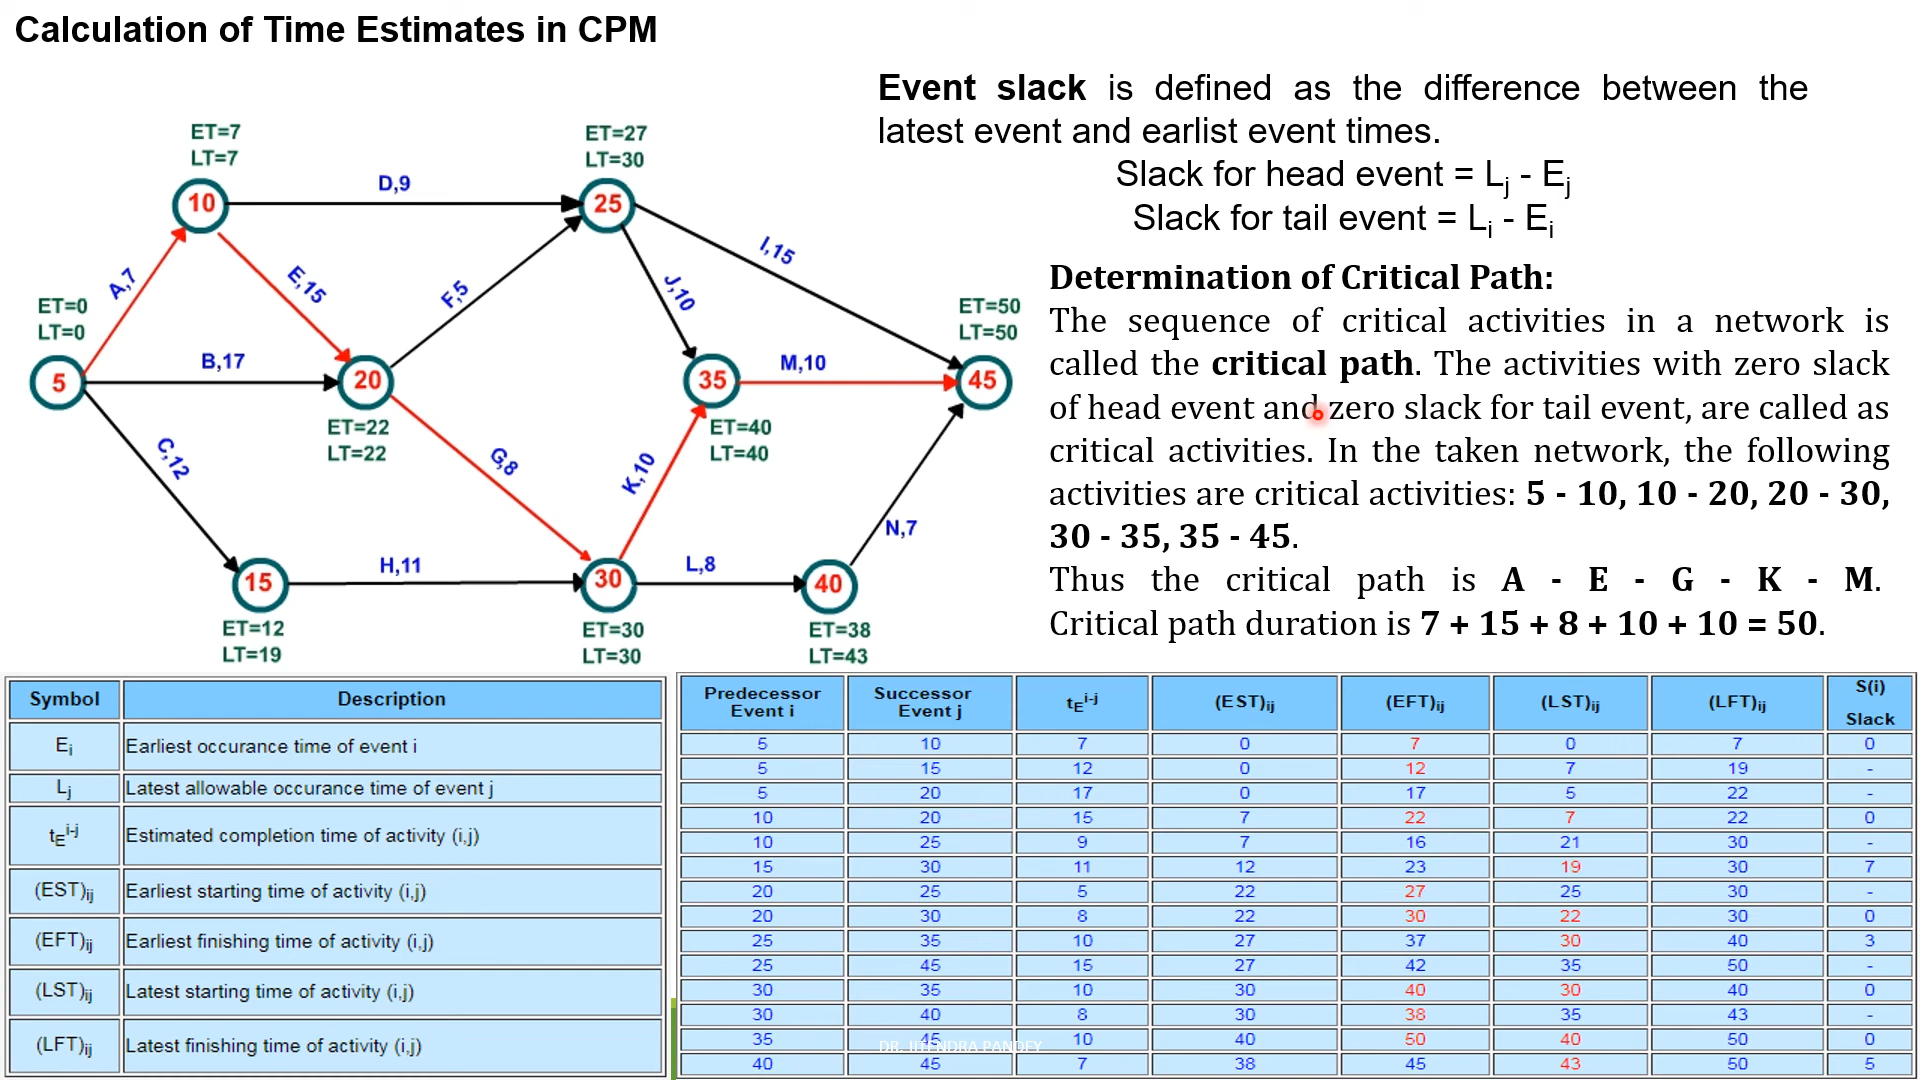 Calculation of Time Estimates in CPM
Event slack is defined as the difference between the
latest event and earlist event times.
Slack for head event = Lj - Ej
Slack for tail event = Li - Ei
Determination of Critical Path:
The sequence of critical activities in a network is
called the critical path. The activities with zero slack
of head event and zero slack for tail event, are called as
critical activities. In the taken network, the following
activities are critical activities: 5 - 10, 10 - 20, 20 - 30,
30 - 35, 35 - 45.
Thus the critical path is A - E - G - K - M.
Critical path duration is 7 + 15 + 8 + 10 + 10 = 50.
ET=7
LT=7
10
ET=27
LT=30
25
D,9
A,7
E,15
F,5
J,10
I,15
ET=0
LT=0
5
B,17
20
ET=22
LT=22
35
ET=40
LT=40
M,10
ET=50
LT=50
45
C,12
G,8
K,10
N,7
15
ET=12
LT=19
H,11
30
ET=30
LT=30
L,8
40
ET=38
LT=43
Symbol Description
Ei Earliest occurance time of event i
Lj Latest allowable occurance time of event j
tE i-j Estimated completion time of activity (i,j)
(EST)ij Earliest starting time of activity (i,j)
(EFT)ij Earliest finishing time of activity (i,j)
(LST)ij Latest starting time of activity (i,j)
(LFT)ij Latest finishing time of activity (i,j)
Predecessor Event i Successor Event j tE i-j (EST)ij (EFT)ij (LST)ij (LFT)ij S(i) Slack
5 10 7 0 7 0 7 0
5 15 12 0 12 7 19 -
5 20 17 0 17 5 22 -
10 20 15 7 22 7 22 0
10 25 9 7 16 21 30 -
15 30 11 12 23 19 30 7
20 25 5 22 27 25 30 -
20 30 8 22 30 22 30 0
25 35 10 27 37 30 40 3
25 45 15 27 42 35 50 -
30 35 10 30 40 30 40 0
30 40 8 30 38 35 43 -
35 45 10 40 50 40 50 0
40 45 7 38 45 43 50 5
DR. JITENDRA PANDEY